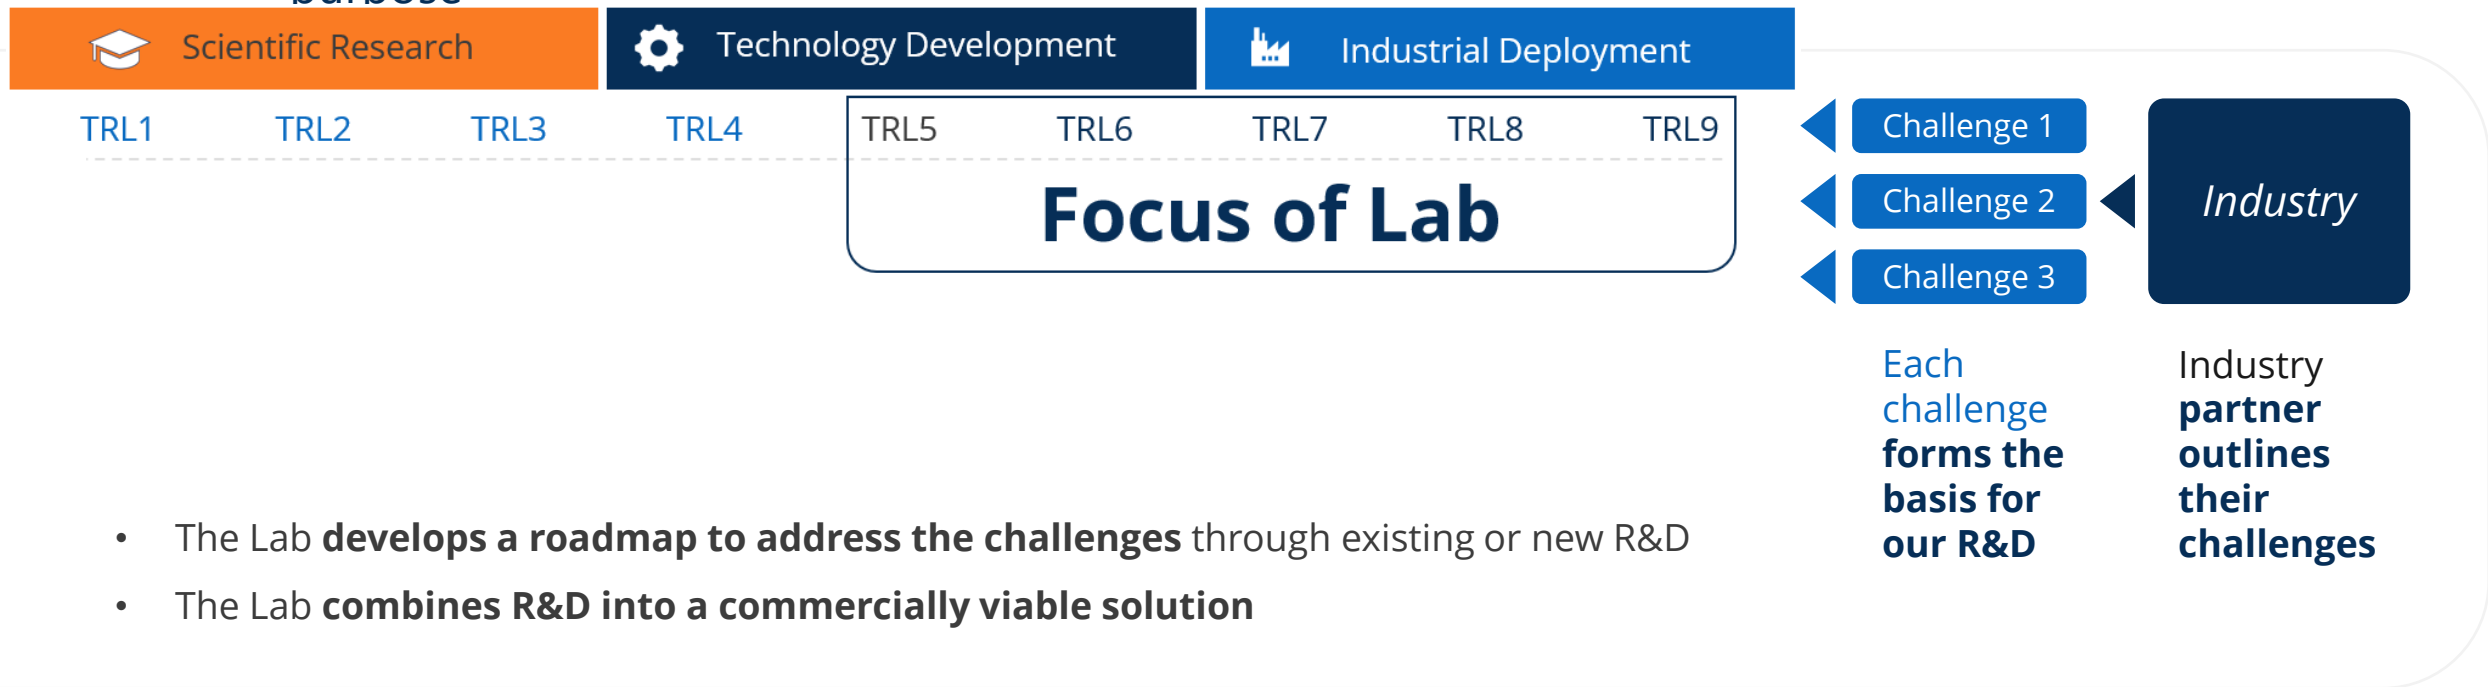 purpose
Scientific Research
Technology Development
Industrial Deployment
TRL1 TRL2 TRL3 TRL4 TRL5 TRL6 TRL7 TRL8 TRL9
Focus of Lab
Challenge 1
Challenge 2
Challenge 3
Industry
Each
challenge
forms the
basis for
our R&D
Industry
partner
outlines
their
challenges
• The Lab develops a roadmap to address the challenges through existing or new R&D
• The Lab combines R&D into a commercially viable solution